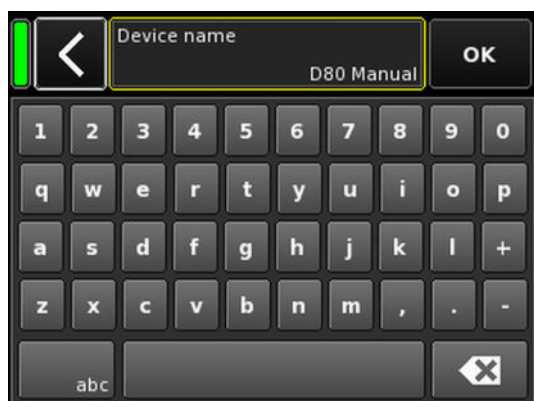 Device name
D80 Manual
OK
1 2 3 4 5 6 7 8 9 0
q w e r t y u i o p
a s d f g h j k l +
z x c v b n m , . -
abc